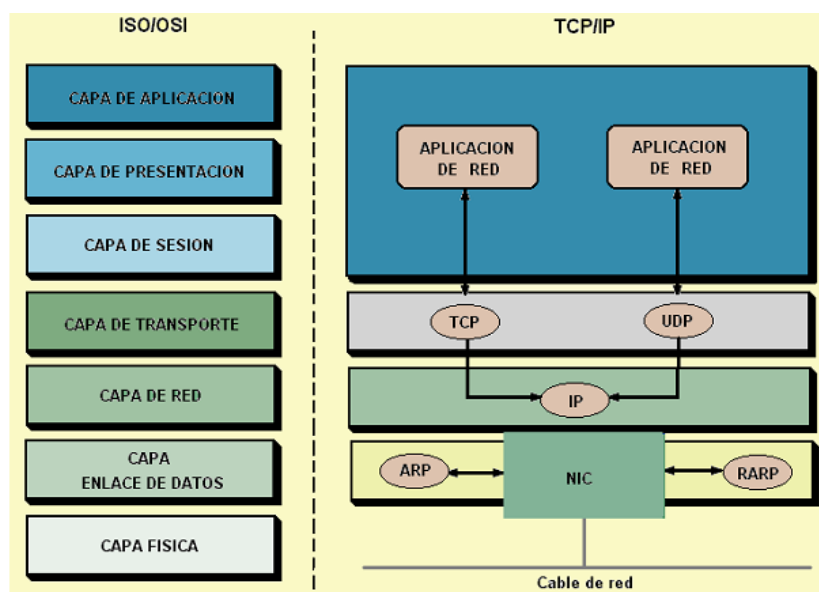 ISO/OSI
CAPA DE APLICACION
CAPA DE PRESENTACION
CAPA DE SESION
CAPA DE TRANSPORTE
CAPA DE RED
CAPA
ENLACE DE DATOS
CAPA FISICA
TCP/IP
APLICACION
DE RED
APLICACION
DE RED
TCP
UDP
IP
ARP
NIC
RARP
Cable de red